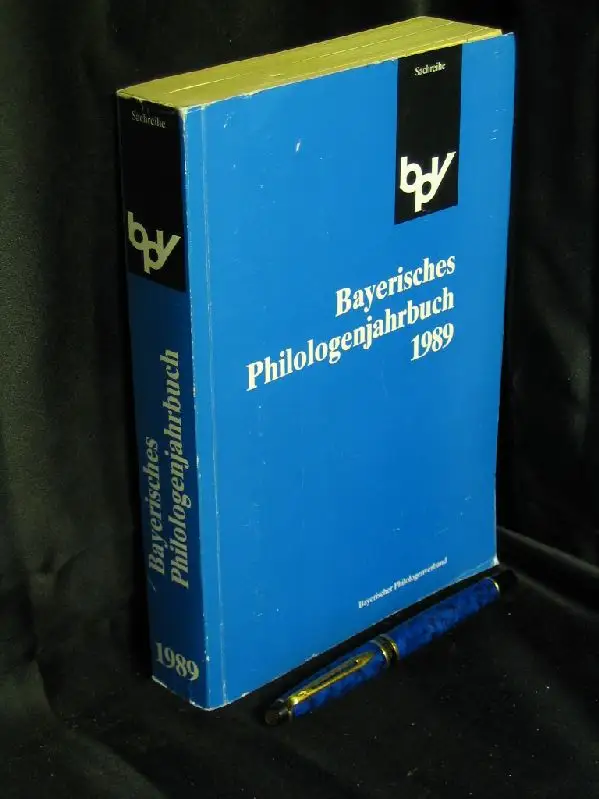 Sachreihe
bpv
Bayerisches
Philologenjahrbuch
1989
Bayerischer Philologenverband
Sachreihe
bpv
Bayerisches
Philologenjahrbuch
1989